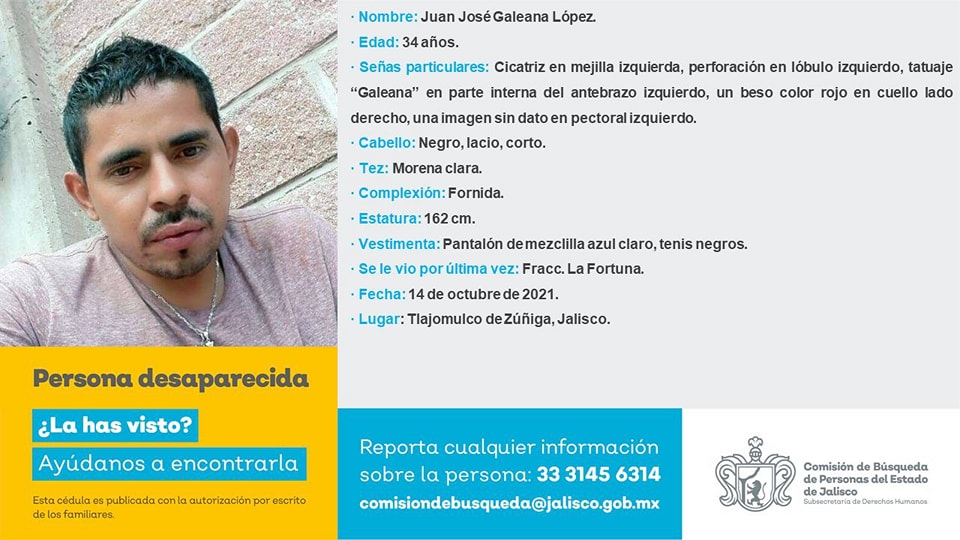 · Nombre: Juan José Galeana López.
· Edad: 34 años.
· Señas particulares: Cicatriz en mejilla izquierda, perforación en lóbulo izquierdo, tatuaje
“Galeana” en parte interna del antebrazo izquierdo, un beso color rojo en cuello lado
derecho, una imagen sin dato en pectoral izquierdo.
· Cabello: Negro, lacio, corto.
· Tez: Morena clara.
· Complexión: Fornida.
· Estatura: 162 cm.
· Vestimenta: Pantalón de mezclilla azul claro, tenis negros.
· Se le vio por última vez: Fracc. La Fortuna.
· Fecha: 14 de octubre de 2021.
· Lugar: Tlajomulco de Zúñiga, Jalisco.
Persona desaparecida
¿La has visto?
Ayúdanos a encontrarla
Esta cédula es publicada con la autorización por escrito
de los familiares.
Reporta cualquier información
sobre la persona: 33 3145 6314
comisiondebusqueda@jalisco.gob.mx
Comisión de Búsqueda
de Personas del Estado
de Jalisco
Subsecretaría de Derechos Humanos